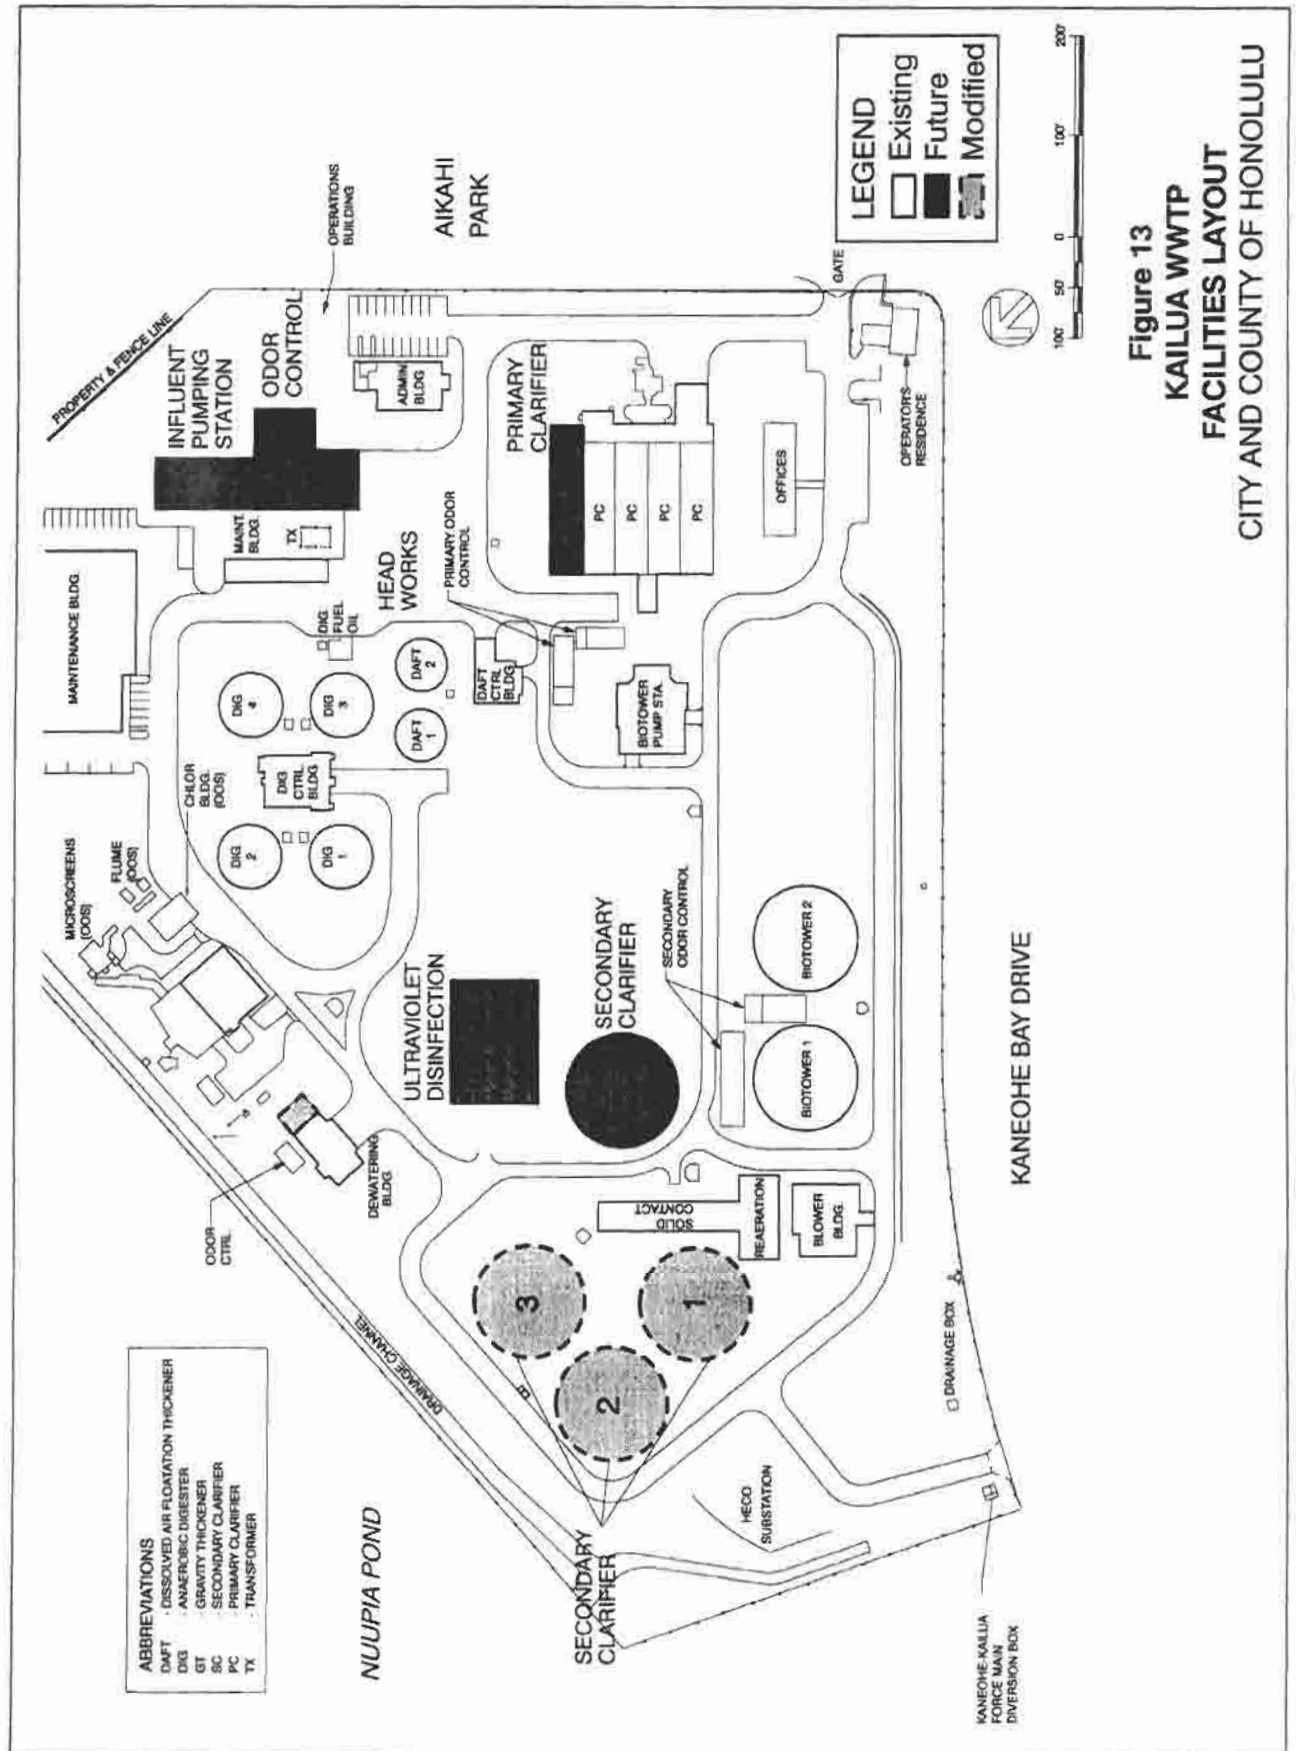 ABBREVIATIONS
DAFT - DISSOLVED AIR FLOATATION THICKENER
DIG - ANAEROBIC DIGESTER
GT - GRAVITY THICKENER
SC - SECONDARY CLARIFIER
PC - PRIMARY CLARIFIER
TX - TRANSFORMER
NUUPIA POND
DRAINAGE CHANNEL
ODOR
CTRL
DEWATERING
BLDG
MICROSCREENS
(OOS)
FLUME
(OOS)
CHLOR
BLDG.
(OOS)
MAINTENANCE BLDG.
PROPERTY & FENCE LINE
INFLUENT
PUMPING
STATION
ODOR
CONTROL
OPERATIONS
BUILDING
AIKAHI
PARK
MAINT.
BLDG.
TX
ADMIN
BLDG
DIG
2
DIG
1
DIG
CTRL
BLDG
DIG
4
DIG
3
DIG
FUEL
OIL
HEAD
WORKS
DAFT
1
DAFT
2
DAFT
CTRL
BLDG
PRIMARY ODOR
CONTROL
PRIMARY
CLARIFIER
PC
PC
PC
PC
OFFICES
OPERATOR'S
RESIDENCE
GATE
BIOTOWER
PUMP STA.
ULTRAVIOLET
DISINFECTION
SECONDARY
CLARIFIER
SECONDARY
ODOR CONTROL
BIOTOWER 1
BIOTOWER 2
SOLID
CONTACT
REAERATION
BLOWER
BLDG.
3
2
1
SECONDARY
CLARIFIER
HECO
SUBSTATION
DRAINAGE BOX
KANEOHE-KAILUA
FORCE MAIN
DIVERSION BOX
KANEOHE BAY DRIVE
LEGEND
Existing
Future
Modified
100' 50' 0 100' 200'
Figure 13
KAILUA WWTP
FACILITIES LAYOUT
CITY AND COUNTY OF HONOLULU